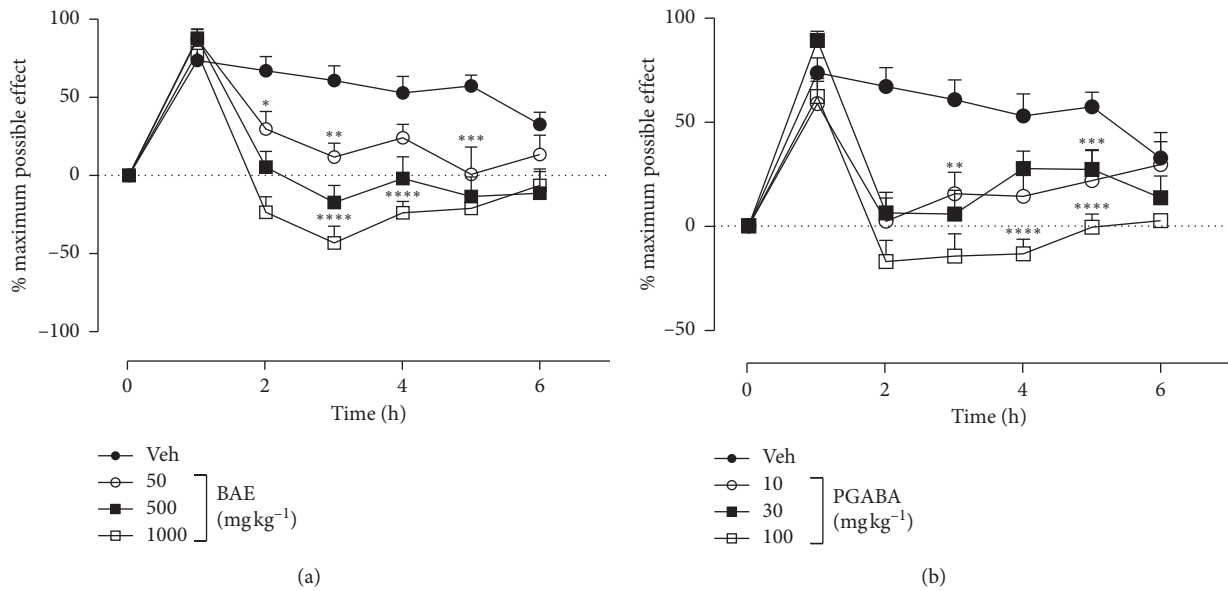 100
50
0
−50
−100
% maximum possible effect
*
**
***
****
****
0
2
4
6
Time (h)
Veh
50
500
1000
BAE
(mg kg⁻¹)
(a)
100
50
0
−50
% maximum possible effect
**
***
****
****
0
2
4
6
Time (h)
Veh
10
30
100
PGABA
(mg kg⁻¹)
(b)